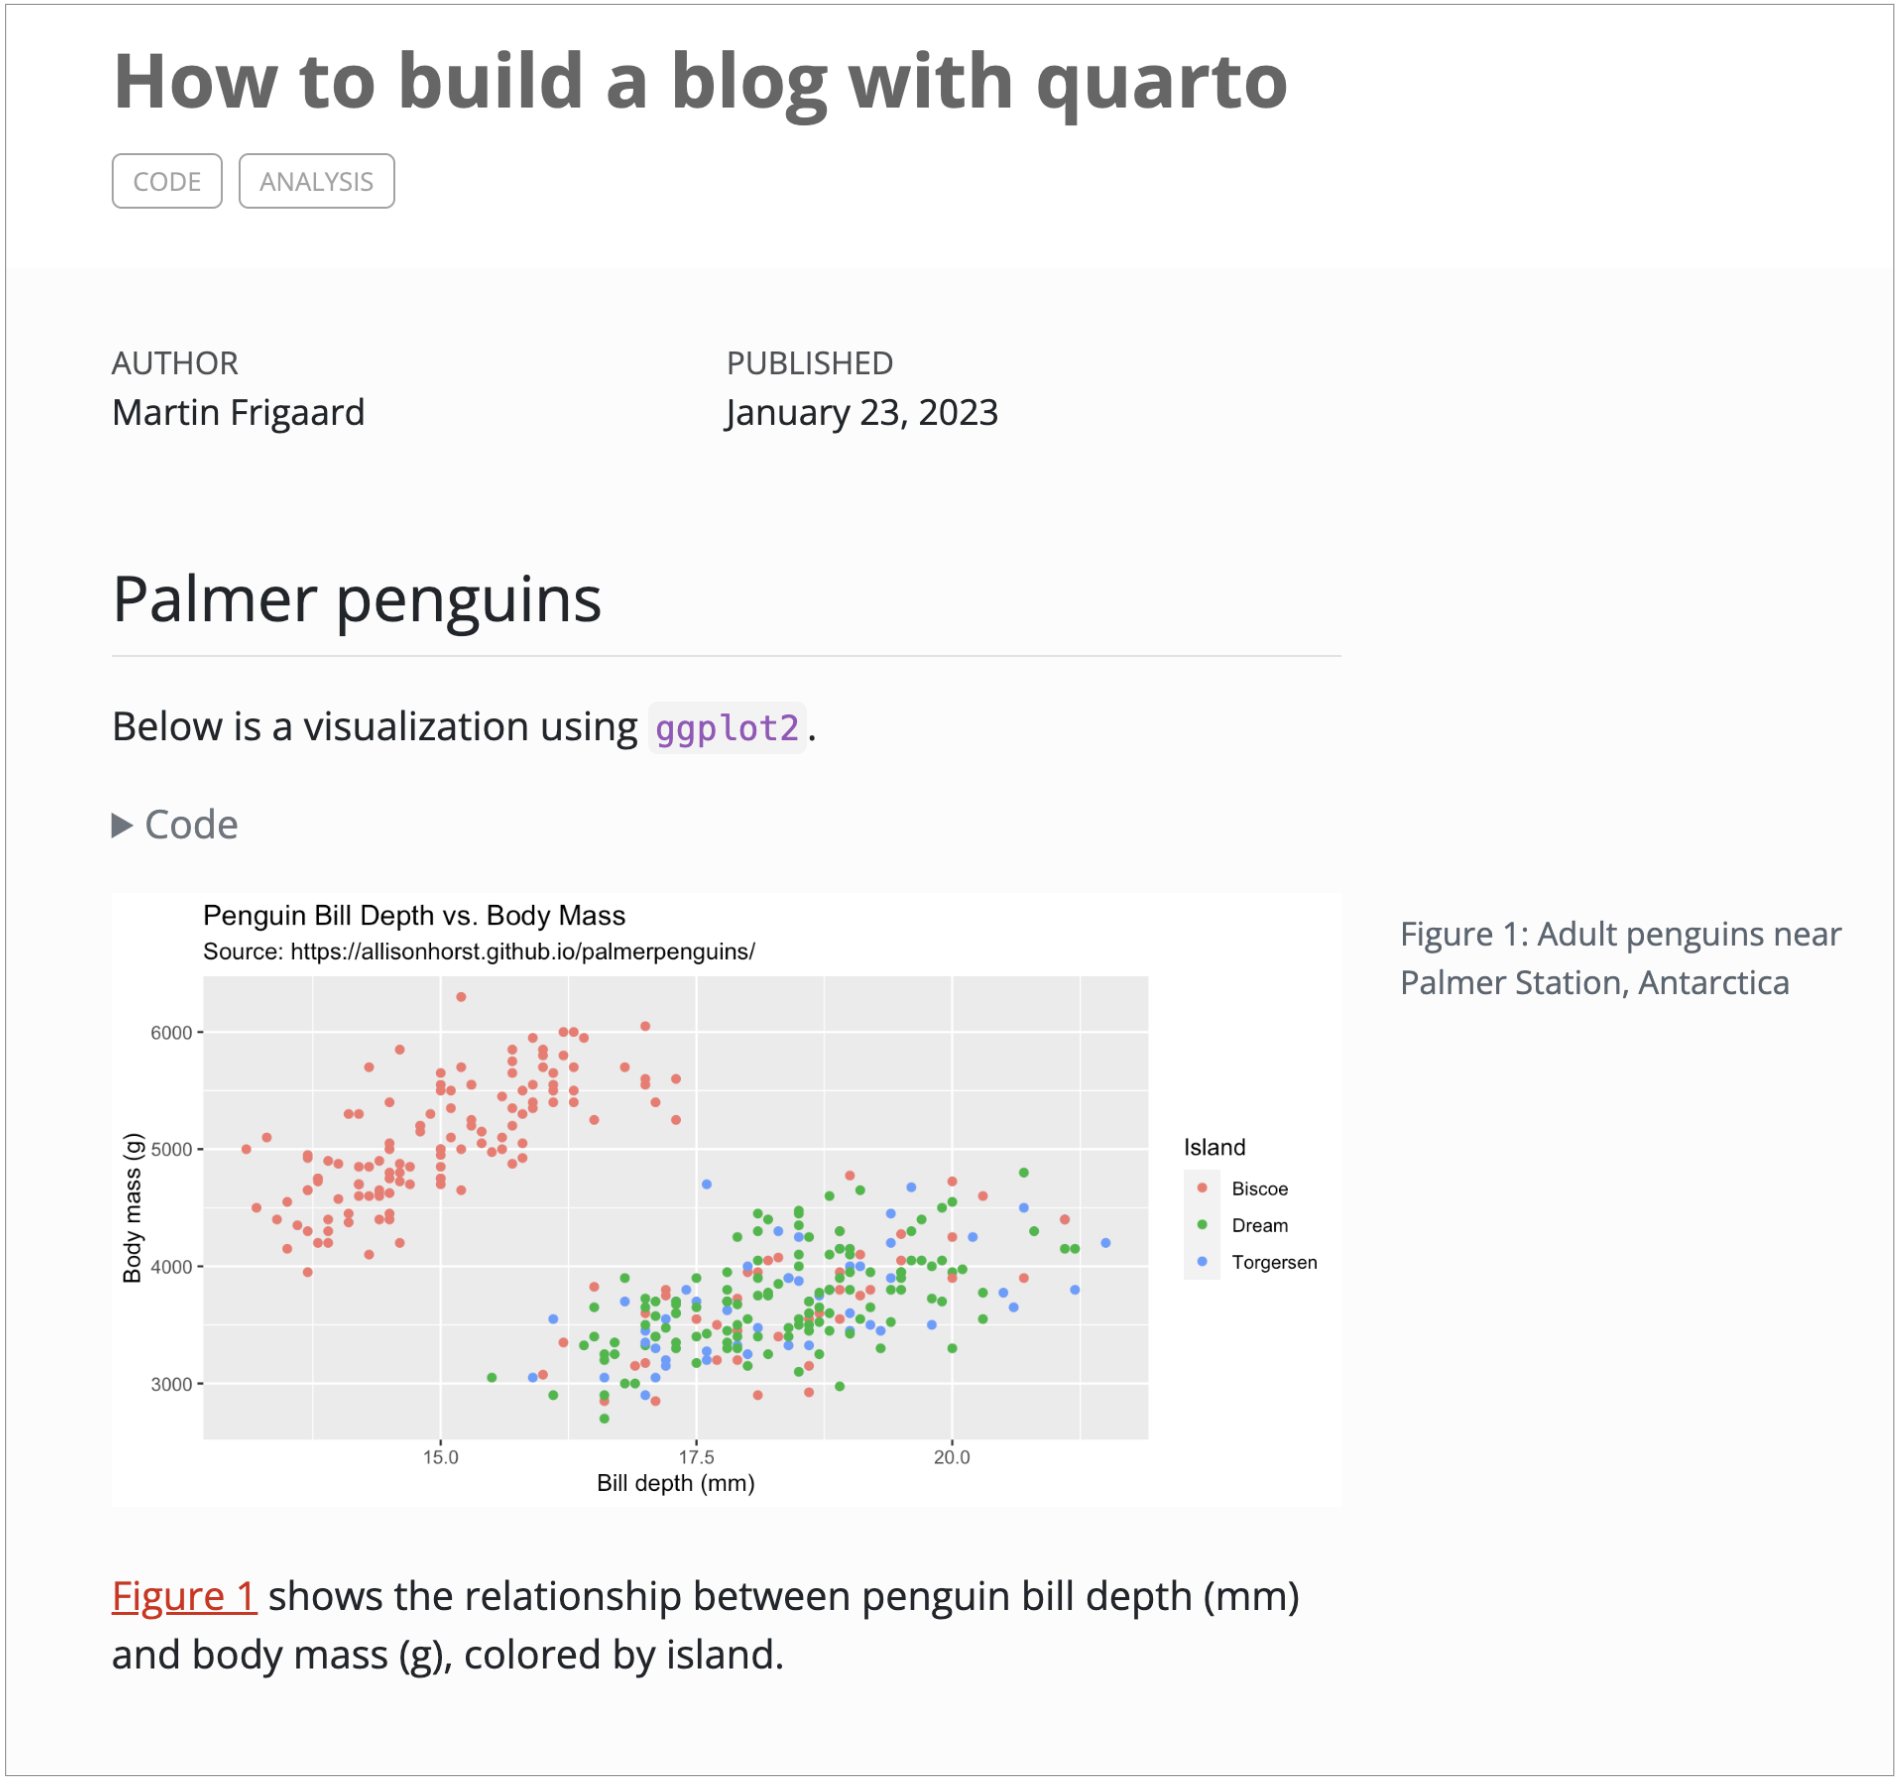 How to build a blog with quarto
CODE ANALYSIS
AUTHOR
Martin Frigaard
PUBLISHED
January 23, 2023
Palmer penguins
Below is a visualization using ggplot2.
Code
Penguin Bill Depth vs. Body Mass
Source: https://allisonhorst.github.io/palmerpenguins/
Body mass (g)
6000
5000
4000
3000
15.0 17.5 20.0
Bill depth (mm)
Island
Biscoe
Dream
Torgersen
Figure 1: Adult penguins near
Palmer Station, Antarctica
Figure 1 shows the relationship between penguin bill depth (mm)
and body mass (g), colored by island.